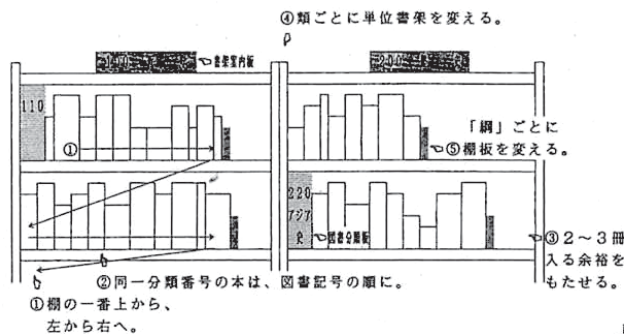 ④類ごとに単位書架を変える。
書架案内板
200
110
①
「綱」ごとに
⑤棚板を変える。
220
アジア
史
図書分類板
③2〜3冊
入る余裕を
もたせる。
②同一分類番号の本は、図書記号の順に。
①棚の一番上から、
左から右へ。